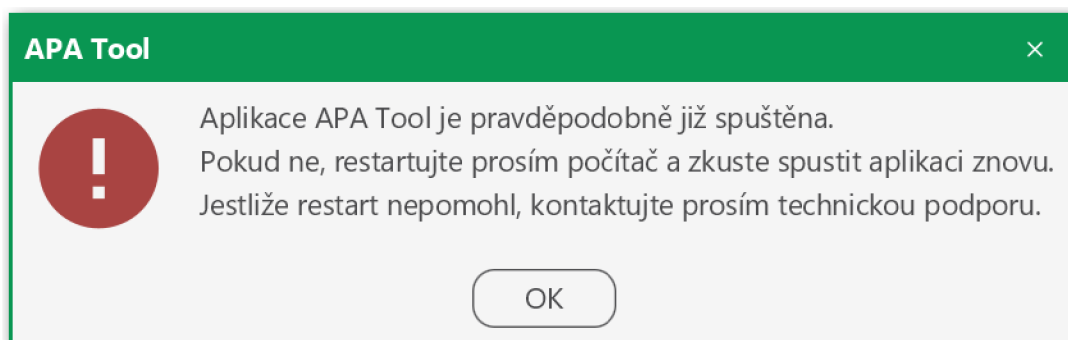 APA Tool
Aplikace APA Tool je pravděpodobně již spuštěna.
Pokud ne, restartujte prosím počítač a zkuste spustit aplikaci znovu.
Jestliže restart nepomohl, kontaktujte prosím technickou podporu.
OK